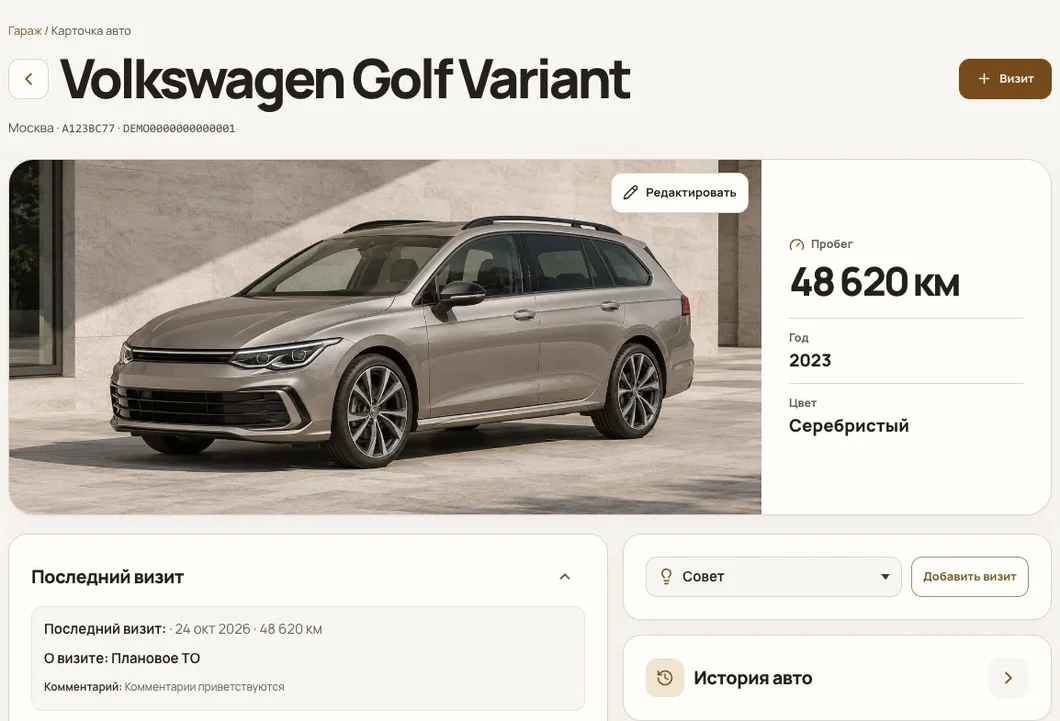 Гараж / Карточка авто
Volkswagen Golf Variant
Визит
Москва · A123BC77 · DEMO0000000000001
Редактировать
Пробег
48 620 км
Год
2023
Цвет
Серебристый
Последний визит
Последний визит: · 24 окт 2026 · 48 620 км
О визите: Плановое ТО
Комментарий: Комментарии приветствуются
Совет
Добавить визит
История авто